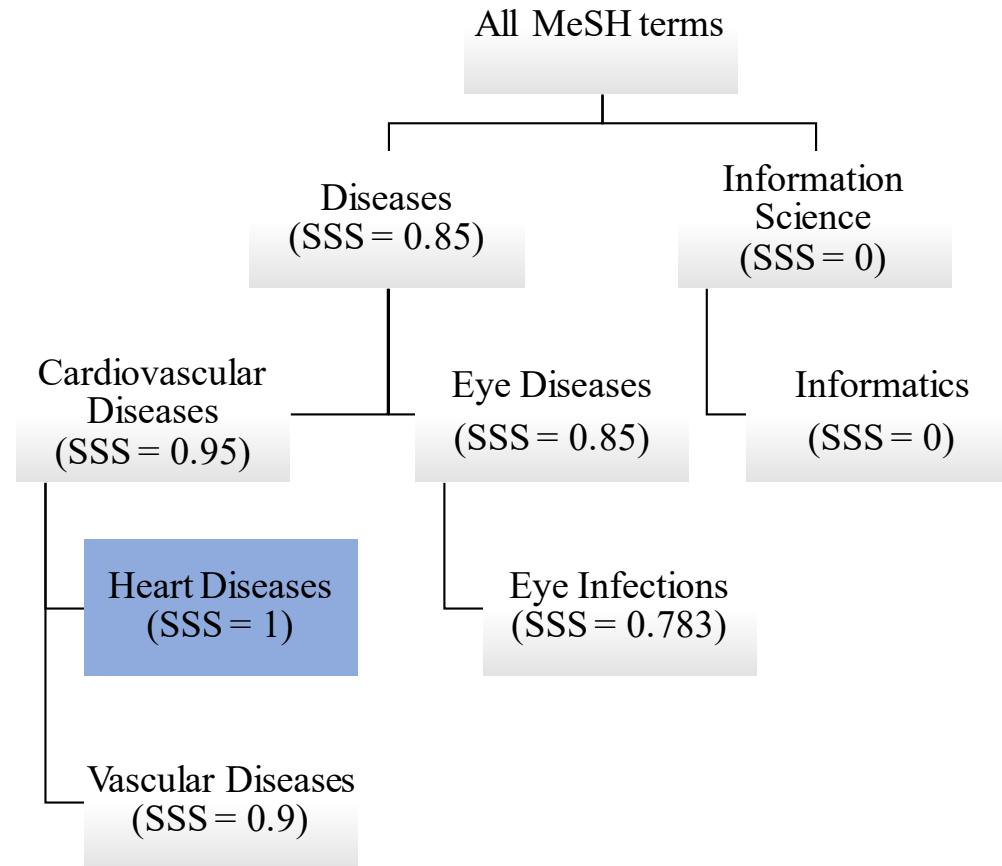 All MeSH terms
Diseases
(SSS = 0.85)
Information
Science
(SSS = 0)
Cardiovascular
Diseases
(SSS = 0.95)
Eye Diseases
(SSS = 0.85)
Informatics
(SSS = 0)
Heart Diseases
(SSS = 1)
Eye Infections
(SSS = 0.783)
Vascular Diseases
(SSS = 0.9)